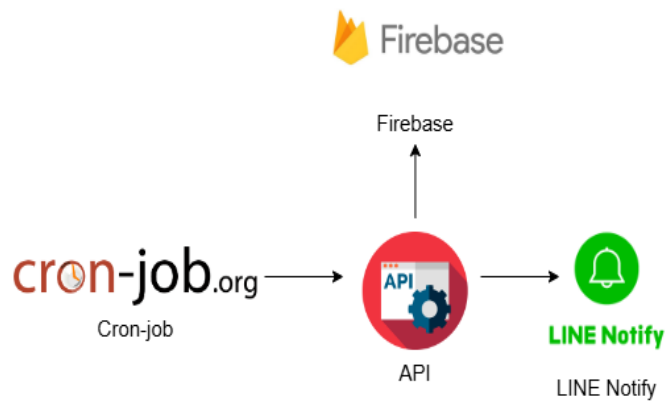 Firebase
Firebase
cron-job.org
Cron-job
API
API
LINE Notify
LINE Notify